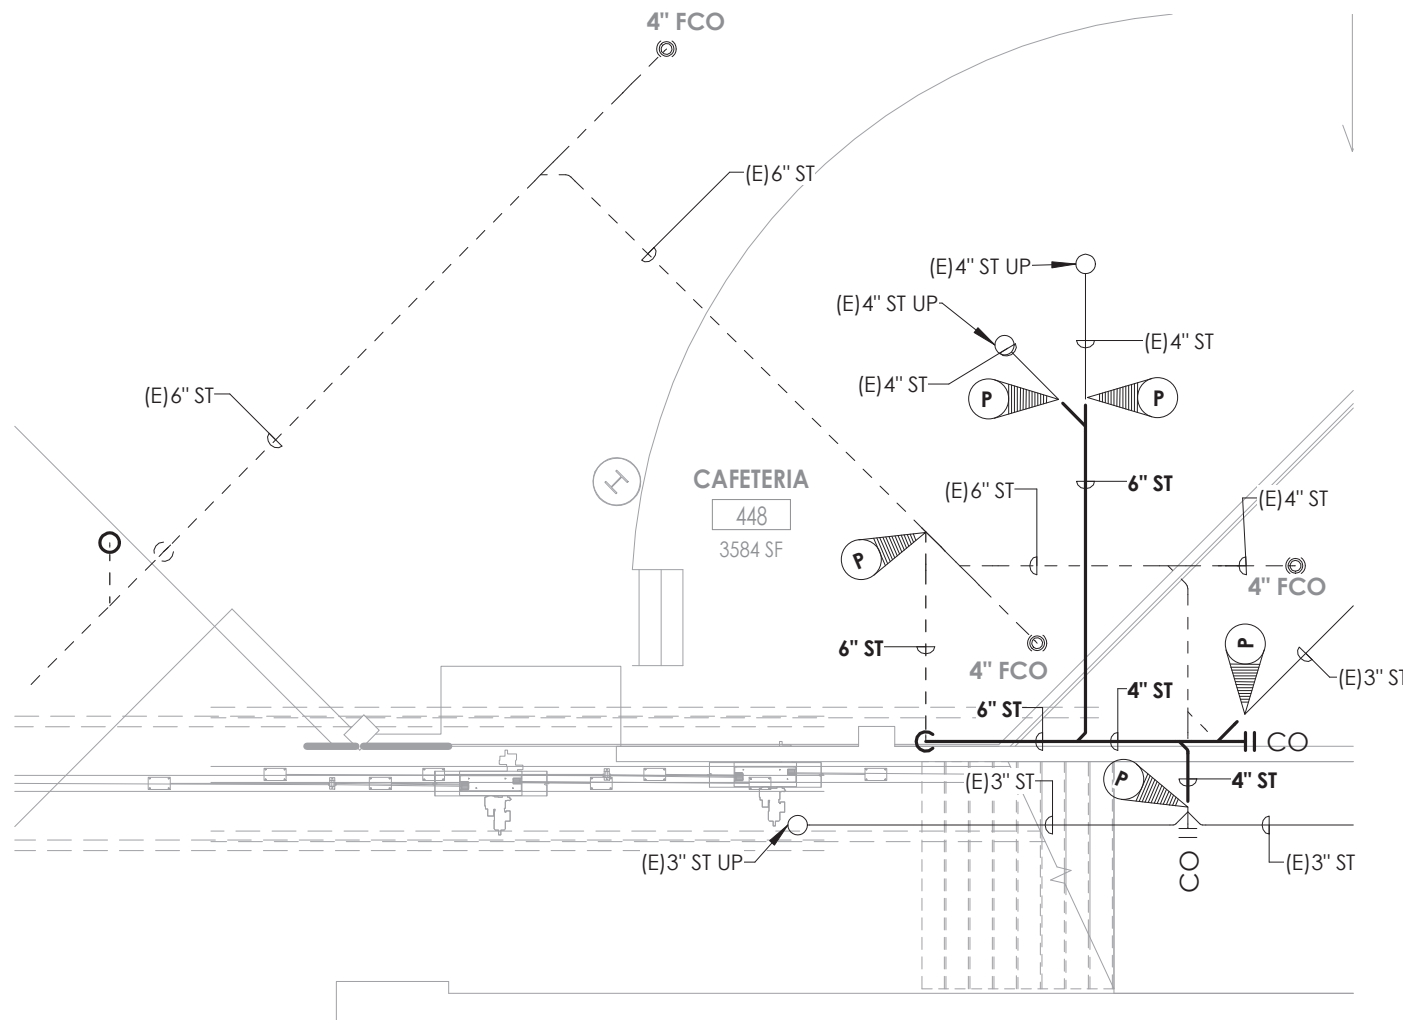 4" FCO
(E)6" ST
(E)4" ST UP
(E)4" ST UP
(E)4" ST
(E)4" ST
(E)6" ST
P
P
H
CAFETERIA
448
3584 SF
(E)6" ST
6" ST
(E)4" ST
P
4" FCO
6" ST
4" FCO
P
(E)3" ST
4" ST
6" ST
CO
(E)3" ST
P
4" ST
(E)3" ST UP
CO
(E)3" ST